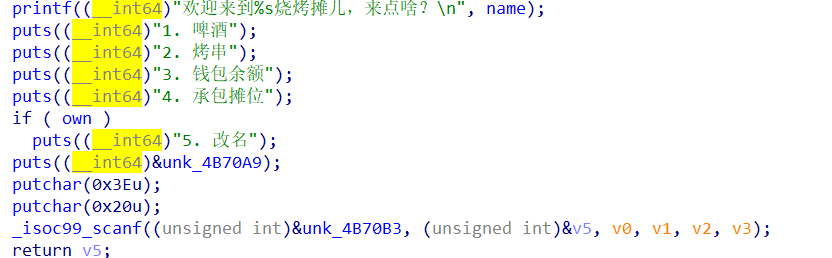 printf((__int64)"欢迎来到%s烧烤摊儿，来点啥？\n", name);
puts((__int64)"1. 啤酒");
puts((__int64)"2. 烤串");
puts((__int64)"3. 钱包余额");
puts((__int64)"4. 承包摊位");
if ( own )
puts((__int64)"5. 改名");
puts((__int64)&unk_4B70A9);
putchar(0x3Eu);
putchar(0x20u);
_isoc99_scanf((unsigned int)&unk_4B70B3, (unsigned int)&v5, v0, v1, v2, v3);
return v5;